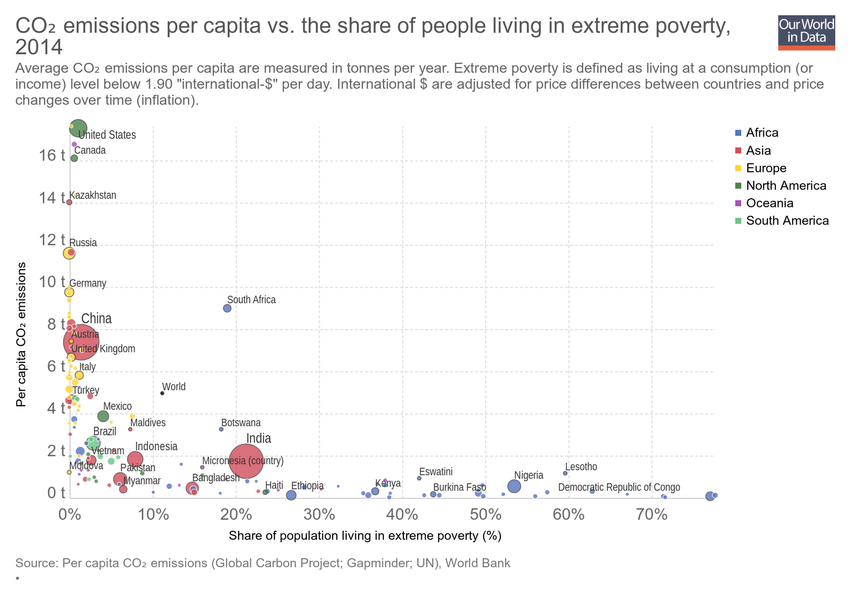 CO₂ emissions per capita vs. the share of people living in extreme poverty,
2014
Our World
in Data
Average CO₂ emissions per capita are measured in tonnes per year. Extreme poverty is defined as living at a consumption (or
income) level below 1.90 "international-$" per day. International $ are adjusted for price differences between countries and price
changes over time (inflation).
Africa
Asia
Europe
North America
Oceania
South America
Per capita CO₂ emissions
United States
Canada
16 t
Kazakhstan
14 t
Russia
12 t
Germany
10 t
South Africa
China
8 t
Austria
United Kingdom
Italy
6 t
World
Turkey
4 t
Mexico
Maldives
Botswana
Brazil
India
Indonesia
Vietnam
2 t
Micronesia (country)
Moldova
Pakistan
Lesotho
Eswatini
Nigeria
Myanmar
Bangladesh
Haiti
Ethiopia
Kenya
Burkina Faso
Democratic Republic of Congo
0 t
0%
10%
20%
30%
40%
50%
60%
70%
Share of population living in extreme poverty (%)
Source: Per capita CO₂ emissions (Global Carbon Project; Gapminder; UN), World Bank
•